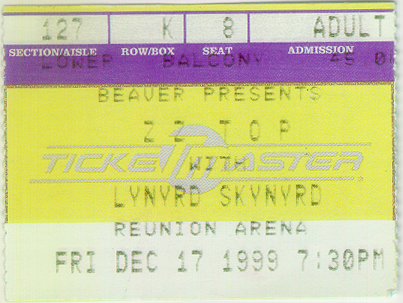 127 K 8 ADULT
SECTION/AISLE ROW/BOX SEAT ADMISSION
LOWER BALCONY
BEAVER PRESENTS
ZZ TOP
TICKETMASTER
WITH
LYNYRD SKYNYRD
REUNION ARENA
FRI DEC 17 1999 7:30PM